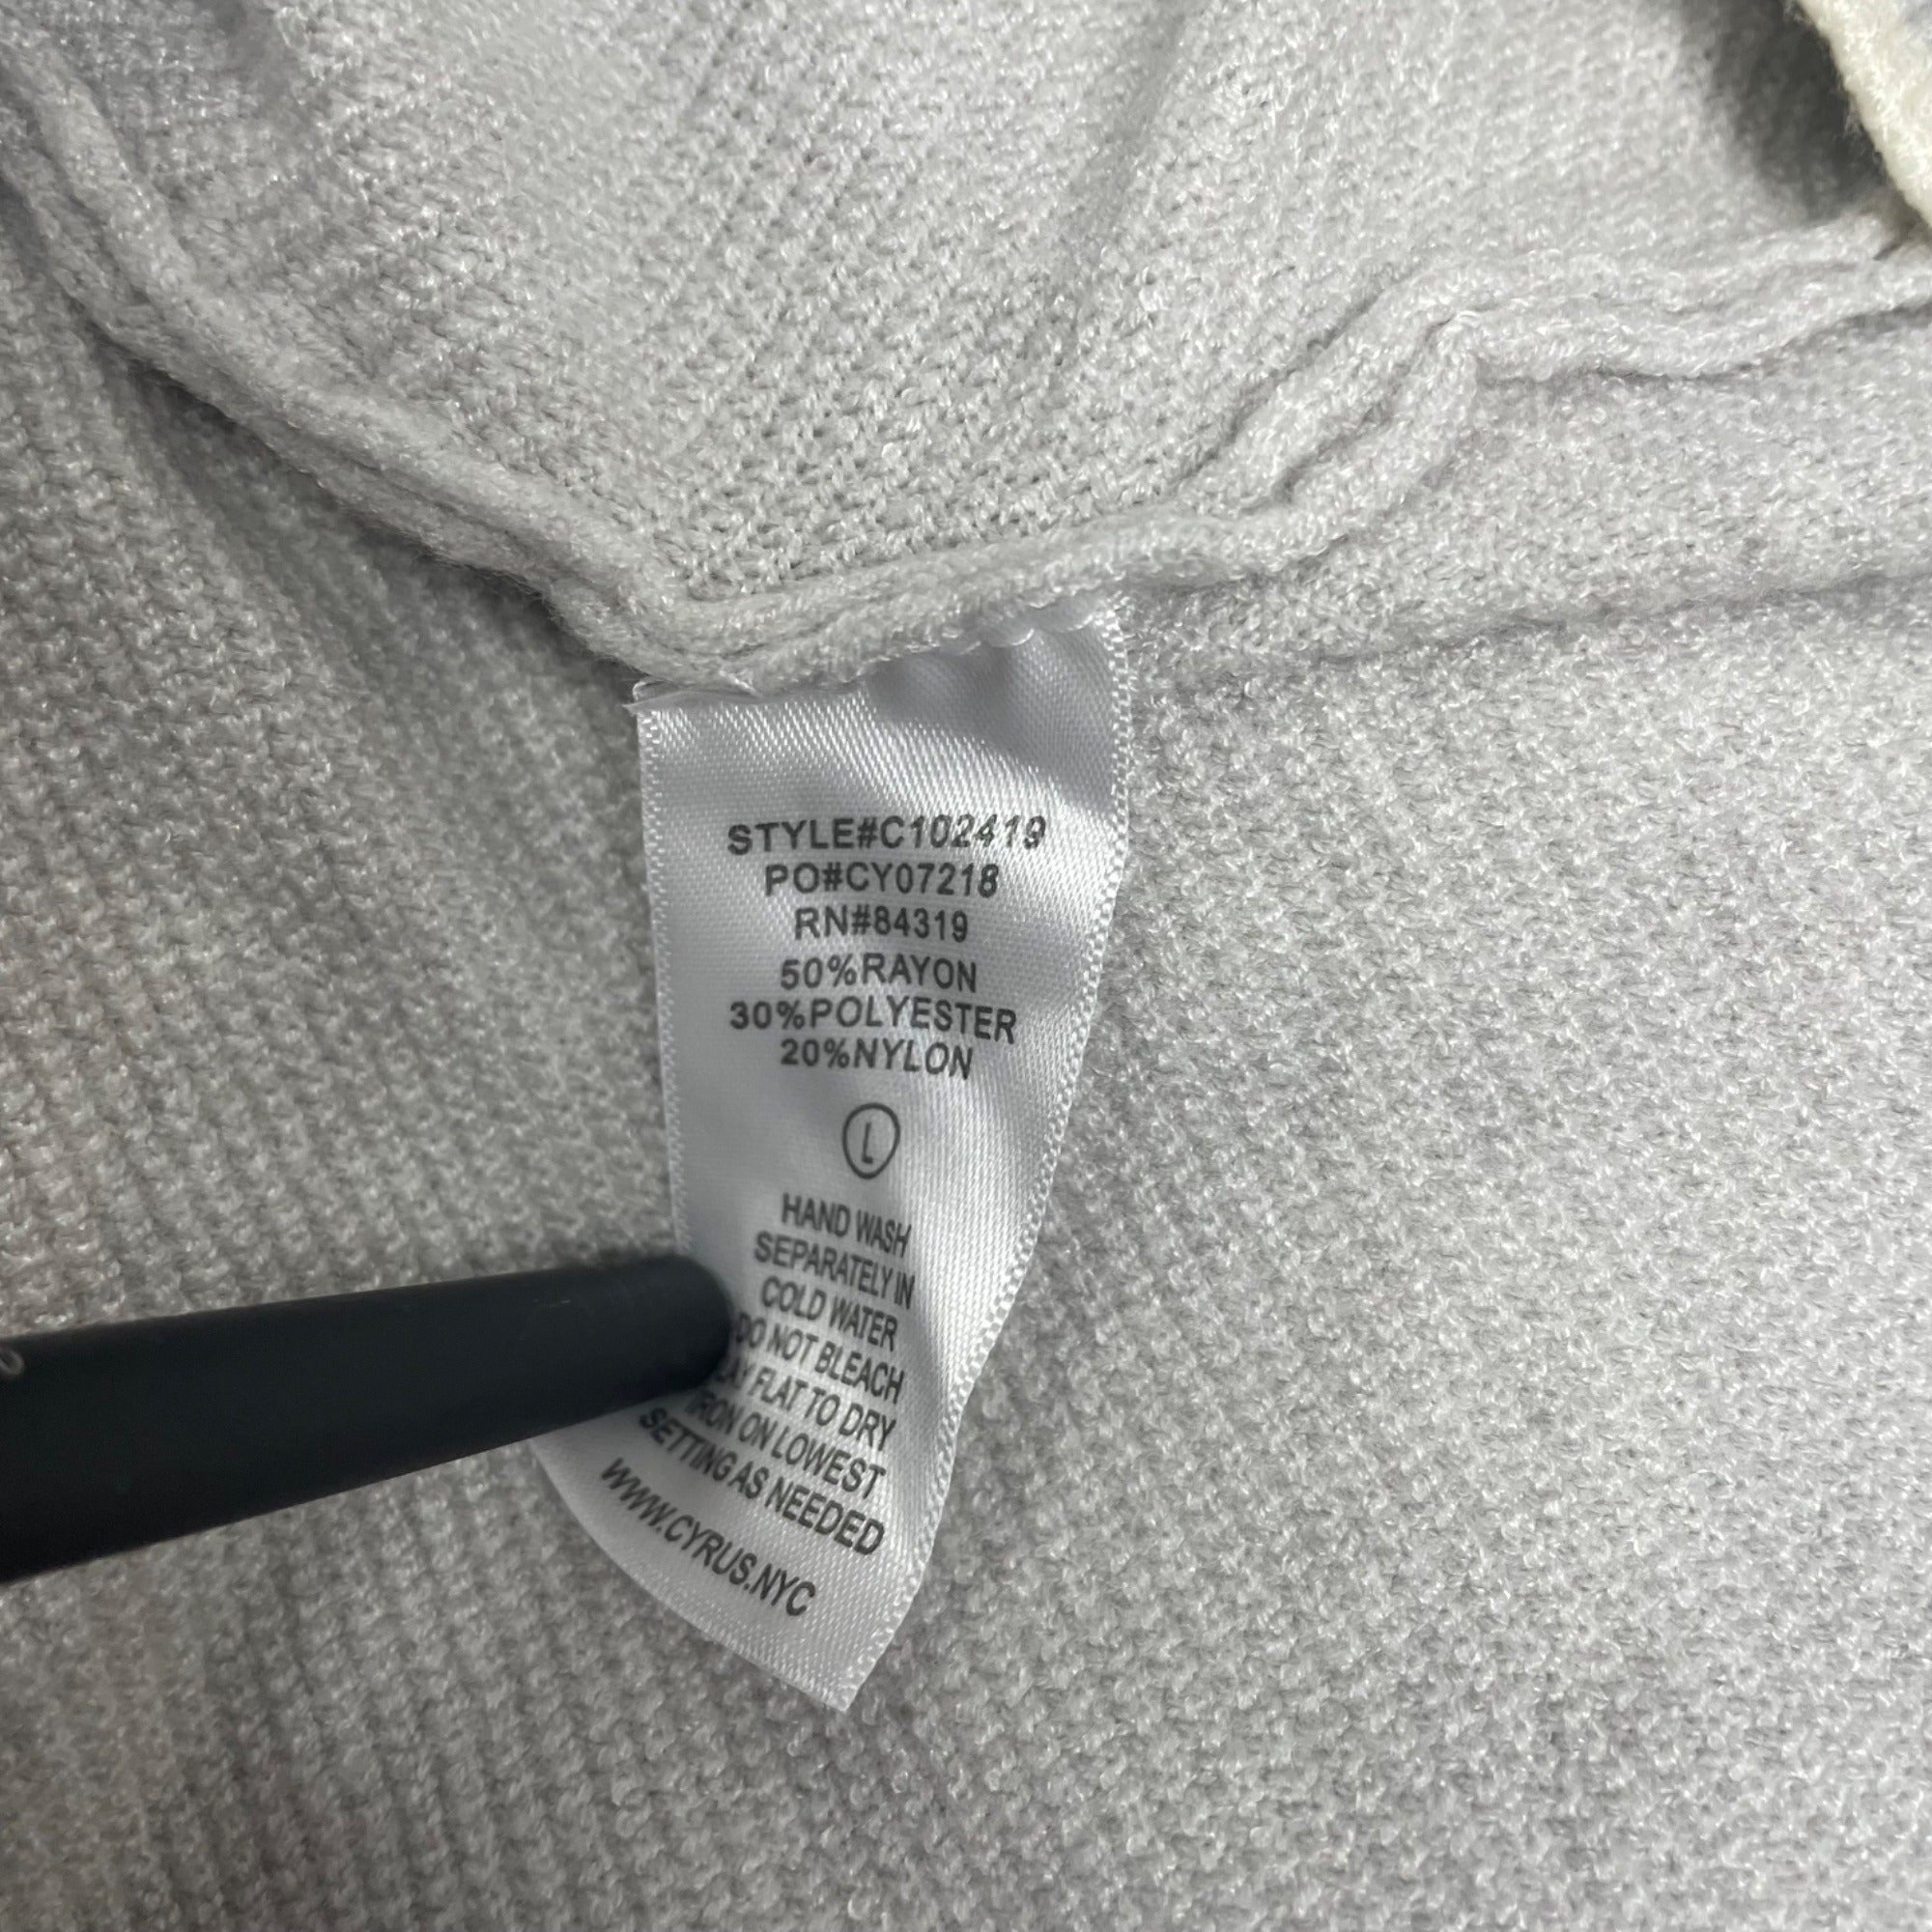 STYLE#C102419
PO#CY07218
RN#84319
50%RAYON
30%POLYESTER
20%NYLON
L
HAND WASH
SEPARATELY IN
COLD WATER
DO NOT BLEACH
LAY FLAT TO DRY
IRON ON LOWEST
SETTING AS NEEDED
WWW.CYRUS.NYC